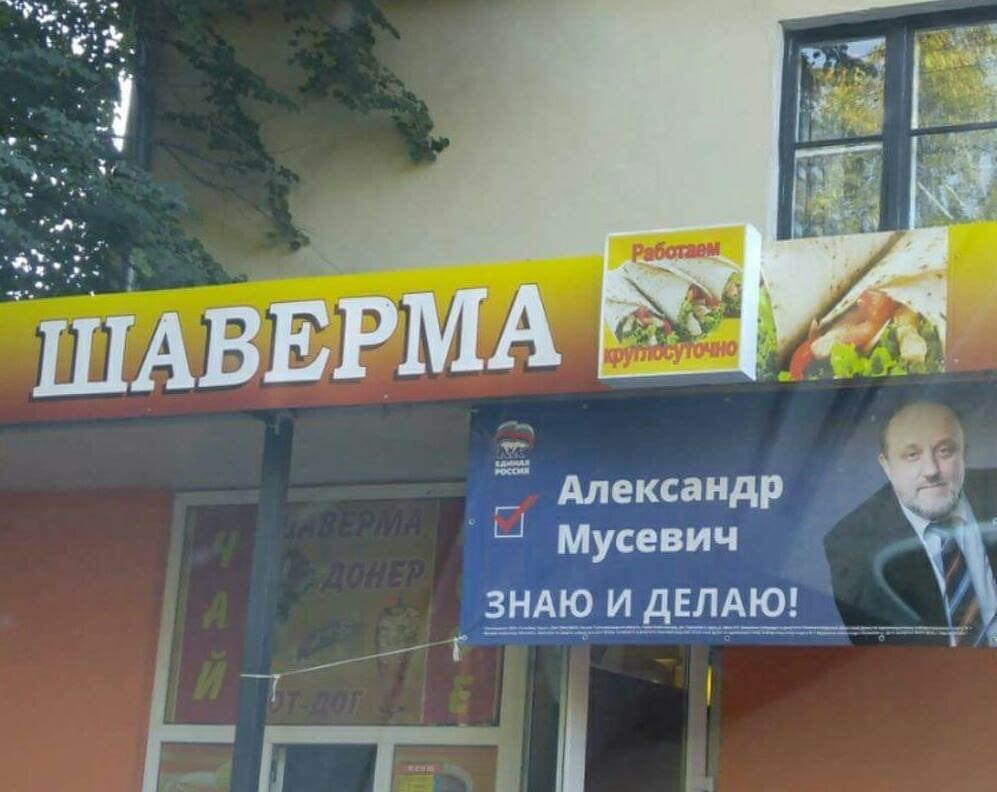 ШАВЕРМА
Работаем
круглосуточно
ЕДИНАЯ
РОССИЯ
Александр
Мусевич
ЗНАЮ И ДЕЛАЮ!
ЧАЙ
ШАВЕРМА
ДОНЕР
ХОТ-ДОГ